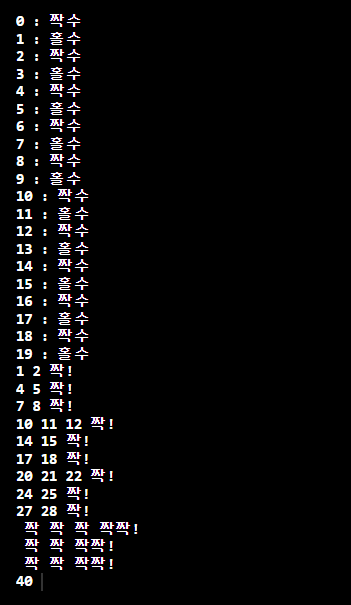 0 : 짝수
1 : 홀수
2 : 짝수
3 : 홀수
4 : 짝수
5 : 홀수
6 : 짝수
7 : 홀수
8 : 짝수
9 : 홀수
10 : 짝수
11 : 홀수
12 : 짝수
13 : 홀수
14 : 짝수
15 : 홀수
16 : 짝수
17 : 홀수
18 : 짝수
19 : 홀수
1 2 짝!
4 5 짝!
7 8 짝!
10 11 12 짝!
14 15 짝!
17 18 짝!
20 21 22 짝!
24 25 짝!
27 28 짝!
짝 짝 짝 짝짝!
짝 짝 짝짝!
짝 짝 짝짝!
40